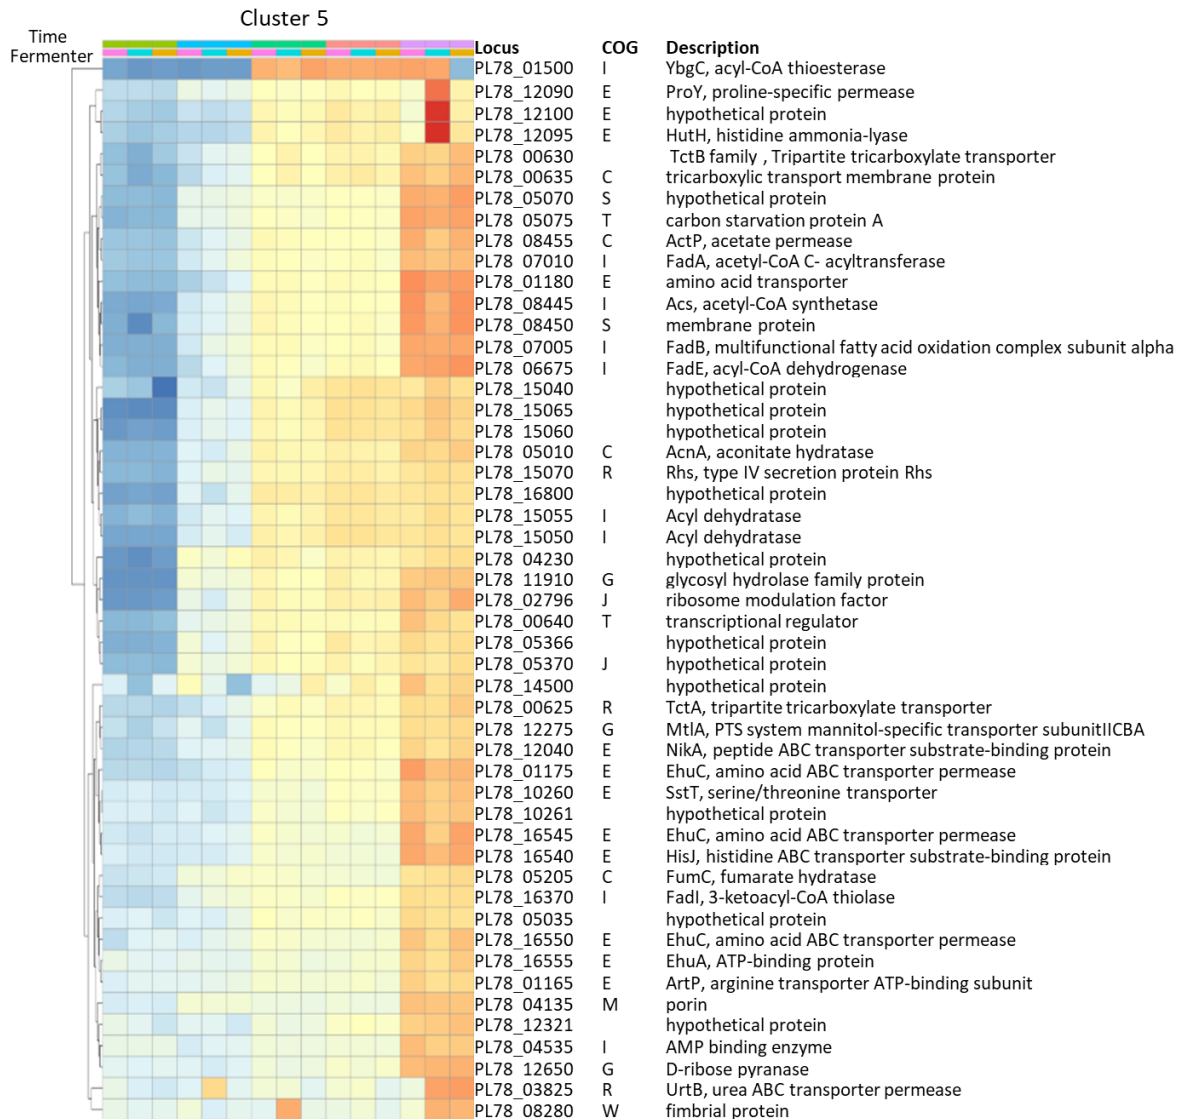 Cluster 5
Time
Fermenter
Locus COG Description
PL78_01500 I YbgC, acyl-CoA thioesterase
PL78_12090 E ProY, proline-specific permease
PL78_12100 E hypothetical protein
PL78_12095 E HutH, histidine ammonia-lyase
PL78_00630 TctB family , Tripartite tricarboxylate transporter
PL78_00635 C tricarboxylic transport membrane protein
PL78_05070 S hypothetical protein
PL78_05075 T carbon starvation protein A
PL78_08455 C ActP, acetate permease
PL78_07010 I FadA, acetyl-CoA C- acyltransferase
PL78_01180 E amino acid transporter
PL78_08445 I Acs, acetyl-CoA synthetase
PL78_08450 S membrane protein
PL78_07005 I FadB, multifunctional fatty acid oxidation complex subunit alpha
PL78_06675 I FadE, acyl-CoA dehydrogenase
PL78_15040 hypothetical protein
PL78_15065 hypothetical protein
PL78_15060 hypothetical protein
PL78_05010 C AcnA, aconitate hydratase
PL78_15070 R Rhs, type IV secretion protein Rhs
PL78_16800 hypothetical protein
PL78_15055 I Acyl dehydratase
PL78_15050 I Acyl dehydratase
PL78_04230 hypothetical protein
PL78_11910 G glycosyl hydrolase family protein
PL78_02796 J ribosome modulation factor
PL78_00640 T transcriptional regulator
PL78_05366 hypothetical protein
PL78_05370 J hypothetical protein
PL78_14500 hypothetical protein
PL78_00625 R TctA, tripartite tricarboxylate transporter
PL78_12275 G MtlA, PTS system mannitol-specific transporter subunitIICBA
PL78_12040 E NikA, peptide ABC transporter substrate-binding protein
PL78_01175 E EhuC, amino acid ABC transporter permease
PL78_10260 E SstT, serine/threonine transporter
PL78_10261 hypothetical protein
PL78_16545 E EhuC, amino acid ABC transporter permease
PL78_16540 E HisJ, histidine ABC transporter substrate-binding protein
PL78_05205 C FumC, fumarate hydratase
PL78_16370 I FadI, 3-ketoacyl-CoA thiolase
PL78_05035 hypothetical protein
PL78_16550 E EhuC, amino acid ABC transporter permease
PL78_16555 E EhuA, ATP-binding protein
PL78_01165 E ArtP, arginine transporter ATP-binding subunit
PL78_04135 M porin
PL78_12321 hypothetical protein
PL78_04535 I AMP binding enzyme
PL78_12650 G D-ribose pyranase
PL78_03825 R UrtB, urea ABC transporter permease
PL78_08280 W fimbrial protein